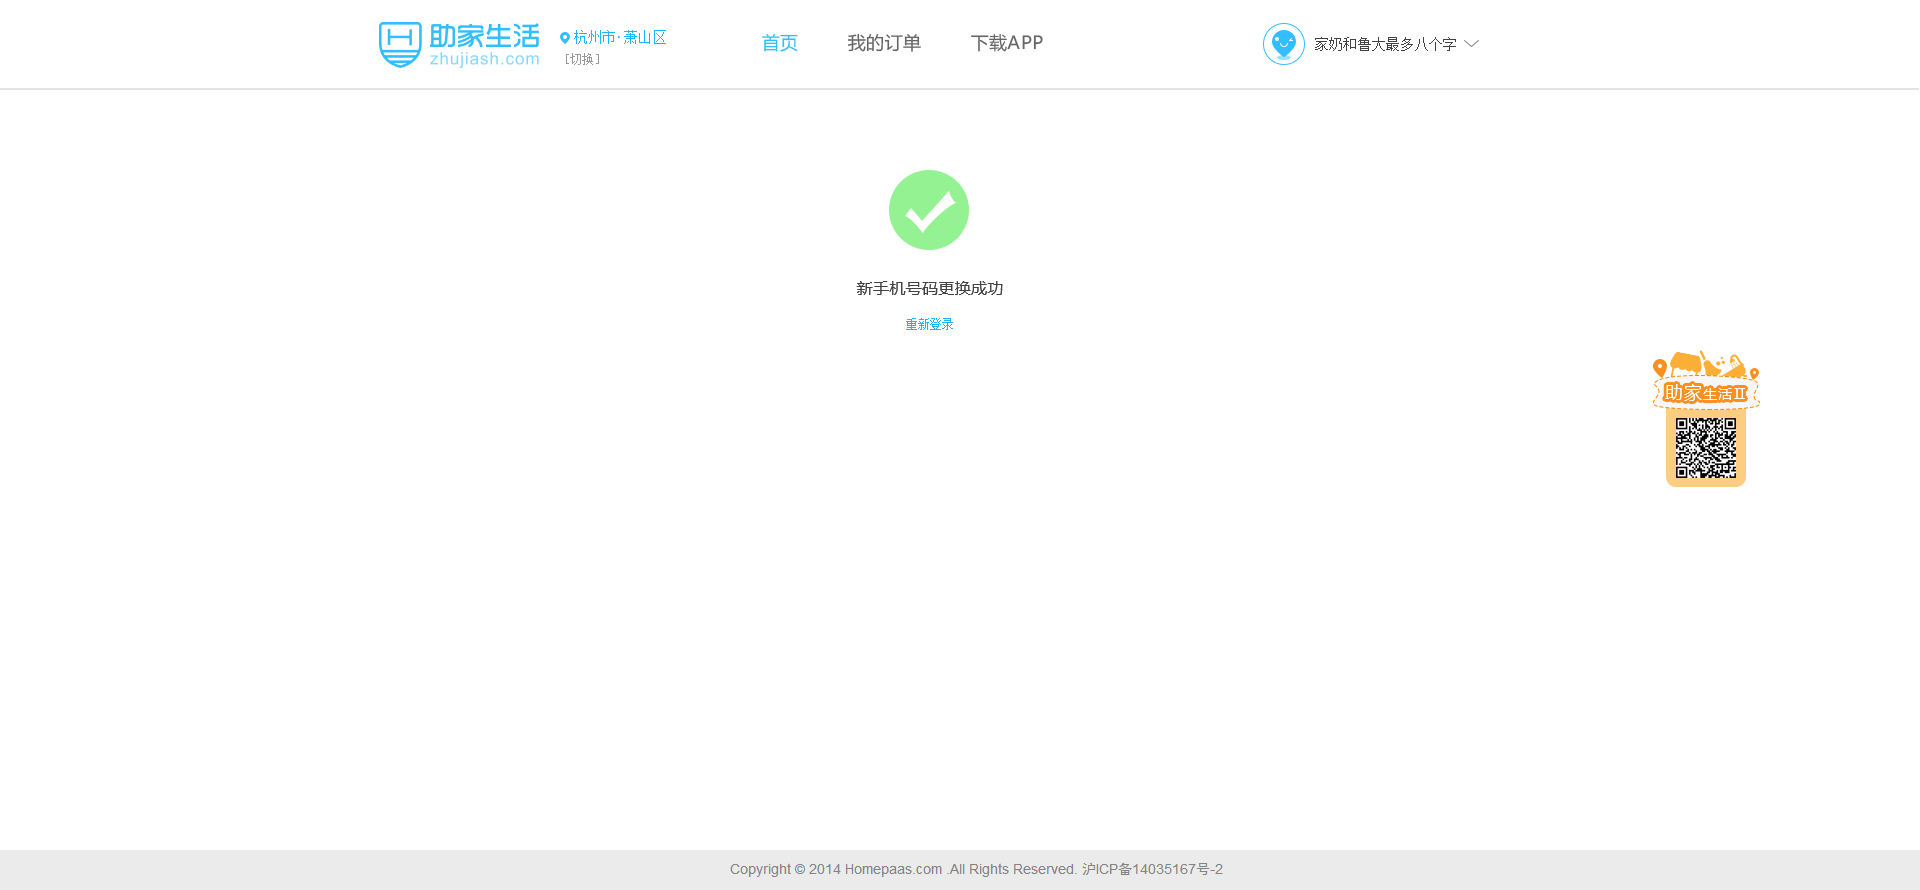 助家生活
zhujiash.com
杭州市·萧山区
[切换]
首页
我的订单
下载APP
家奶和鲁大最多八个字
新手机号码更换成功
重新登录
助家生活II
Copyright © 2014 Homepaas.com .All Rights Reserved. 沪ICP备14035167号-2